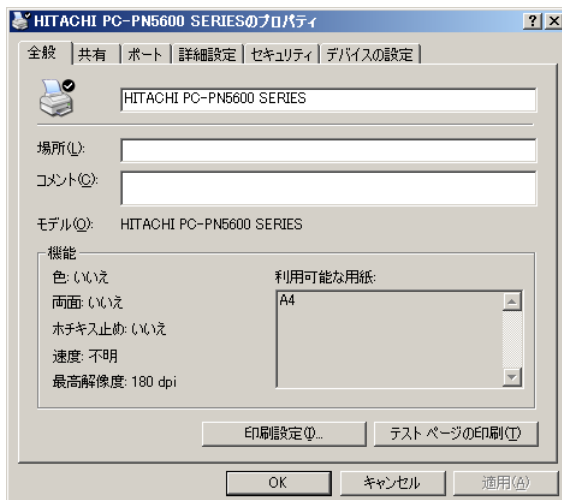 HITACHI PC-PN5600 SERIESのプロパティ
全般 共有 ポート 詳細設定 セキュリティ デバイスの設定
HITACHI PC-PN5600 SERIES
場所(L):
コメント(C):
モデル(O): HITACHI PC-PN5600 SERIES
機能
色: いいえ 利用可能な用紙:
両面: いいえ A4
ホチキス止め: いいえ
速度: 不明
最高解像度: 180 dpi
印刷設定(I)... テスト ページの印刷(T)
OK キャンセル 適用(A)